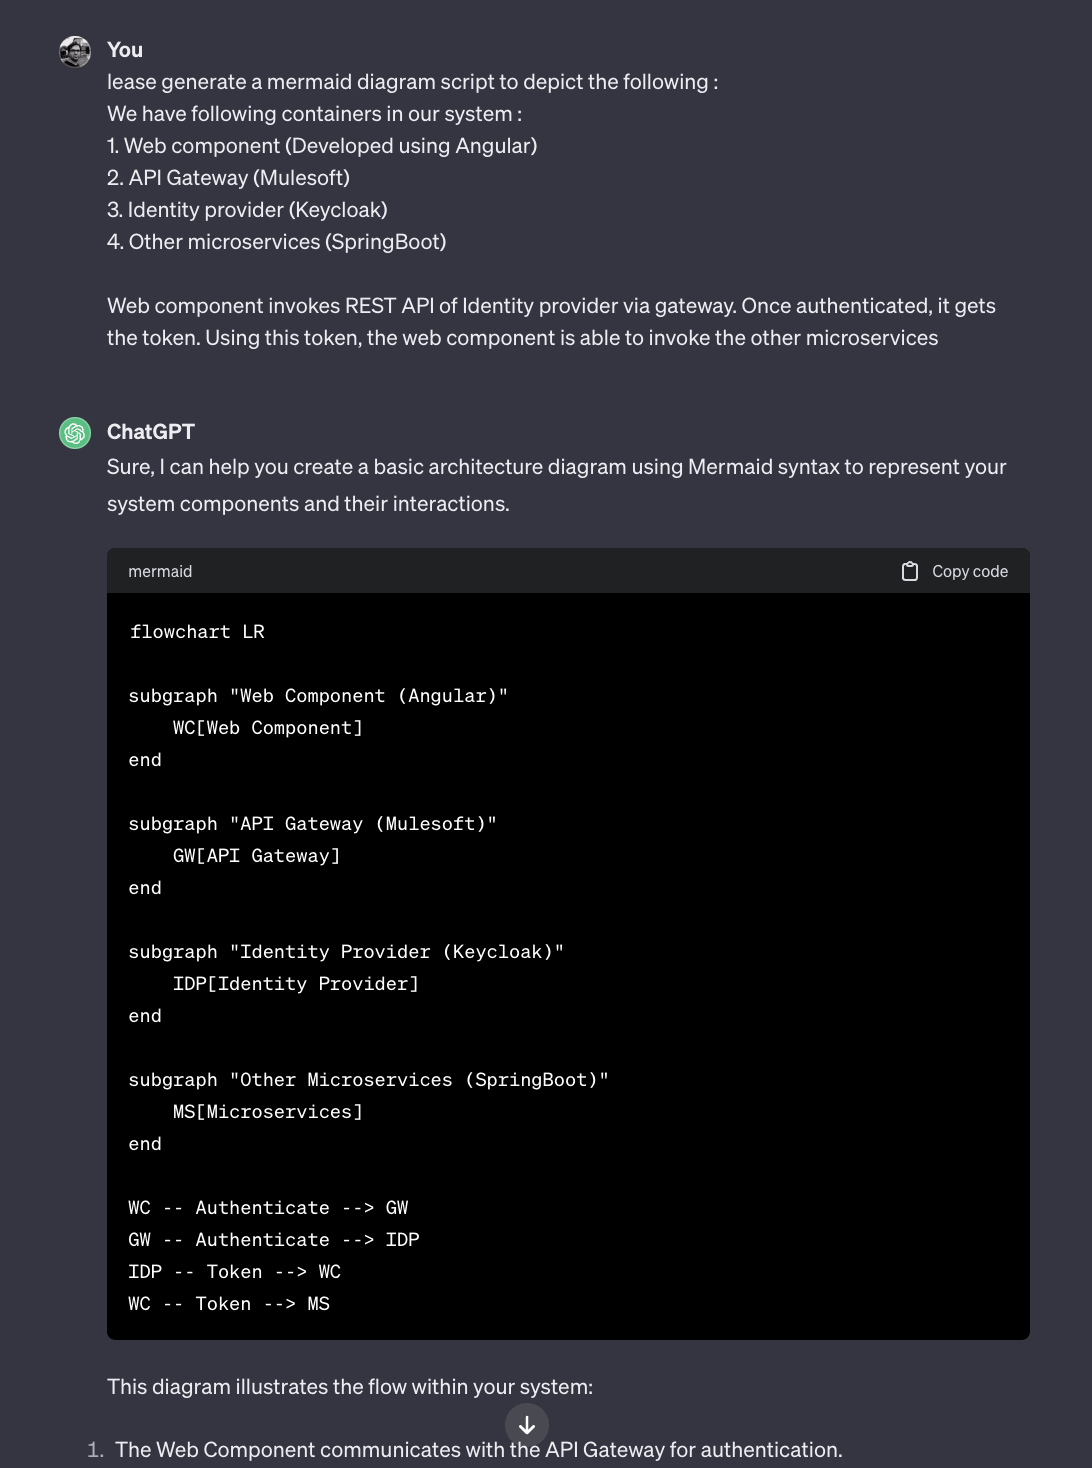 You
lease generate a mermaid diagram script to depict the following :
We have following containers in our system :
1. Web component (Developed using Angular)
2. API Gateway (Mulesoft)
3. Identity provider (Keycloak)
4. Other microservices (SpringBoot)
Web component invokes REST API of Identity provider via gateway. Once authenticated, it gets
the token. Using this token, the web component is able to invoke the other microservices
ChatGPT
Sure, I can help you create a basic architecture diagram using Mermaid syntax to represent your
system components and their interactions.
mermaid Copy code
flowchart LR
subgraph "Web Component (Angular)"
    WC[Web Component]
end
subgraph "API Gateway (Mulesoft)"
    GW[API Gateway]
end
subgraph "Identity Provider (Keycloak)"
    IDP[Identity Provider]
end
subgraph "Other Microservices (SpringBoot)"
    MS[Microservices]
end
WC -- Authenticate --> GW
GW -- Authenticate --> IDP
IDP -- Token --> WC
WC -- Token --> MS
This diagram illustrates the flow within your system:
1. The Web Component communicates with the API Gateway for authentication.